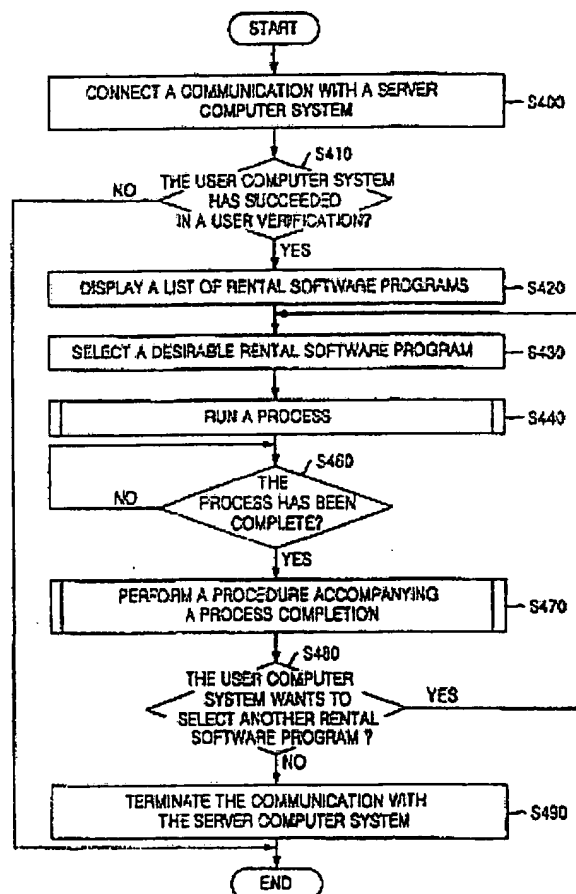 START
CONNECT A COMMUNICATION WITH A SERVER
COMPUTER SYSTEM
S400
S410
NO
THE USER COMPUTER SYSTEM
HAS SUCCEEDED
IN A USER VERIFICATION?
YES
DISPLAY A LIST OF RENTAL SOFTWARE PROGRAMS
S420
SELECT A DESIRABLE RENTAL SOFTWARE PROGRAM
S430
RUN A PROCESS
S440
S460
NO
THE
PROCESS HAS BEEN
COMPLETE?
YES
PERFORM A PROCEDURE ACCOMPANYING
A PROCESS COMPLETION
S470
S480
THE USER COMPUTER
SYSTEM WANTS TO
SELECT ANOTHER RENTAL
SOFTWARE PROGRAM ?
YES
NO
TERMINATE THE COMMUNICATION WITH
THE SERVER COMPUTER SYSTEM
S490
END